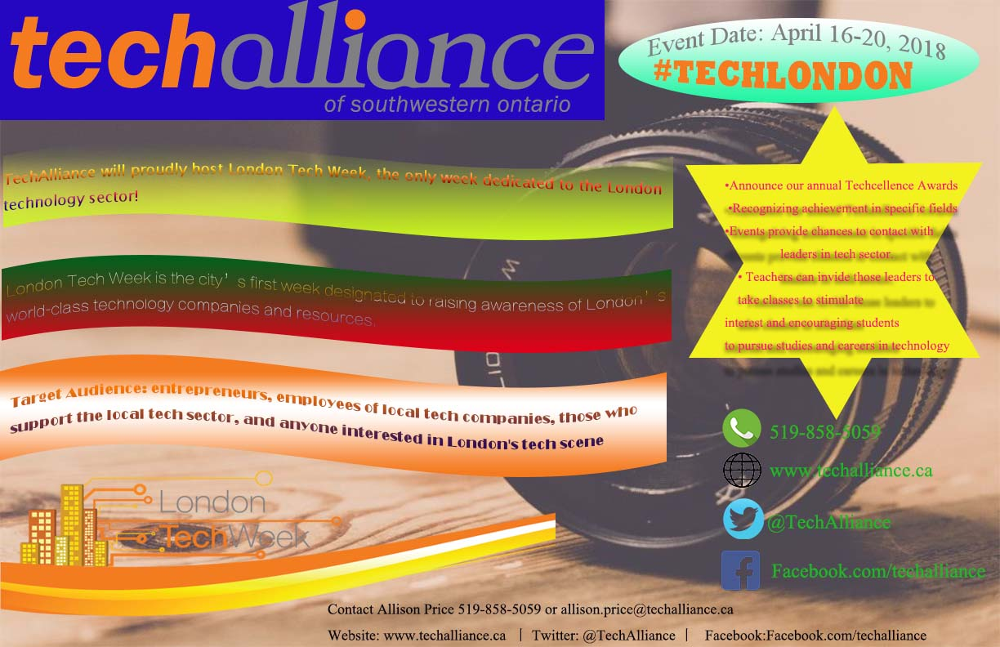 techalliance
of southwestern ontario
Event Date: April 16-20, 2018
#TECHLONDON
TechAlliance will proudly host London Tech Week, the only week dedicated to the London
technology sector!
London Tech Week is the city’s first week designated to raising awareness of London’s
world-class technology companies and resources.
Target Audience: entrepreneurs, employees of local tech companies, those who
support the local tech sector, and anyone interested in London's tech scene
•Announce our annual Techcellence Awards
•Recognizing achievement in specific fields
•Events provide chances to contact with
leaders in tech sector.
• Teachers can invide those leaders to
take classes to stimulate
interest and encouraging students
to pursue studies and careers in technology
519-858-5059
www.techalliance.ca
@TechAlliance
Facebook.com/techalliance
London
TechWeek
Contact Allison Price 519-858-5059 or allison.price@techalliance.ca
Website: www.techalliance.ca | Twitter: @TechAlliance | Facebook:Facebook.com/techalliance